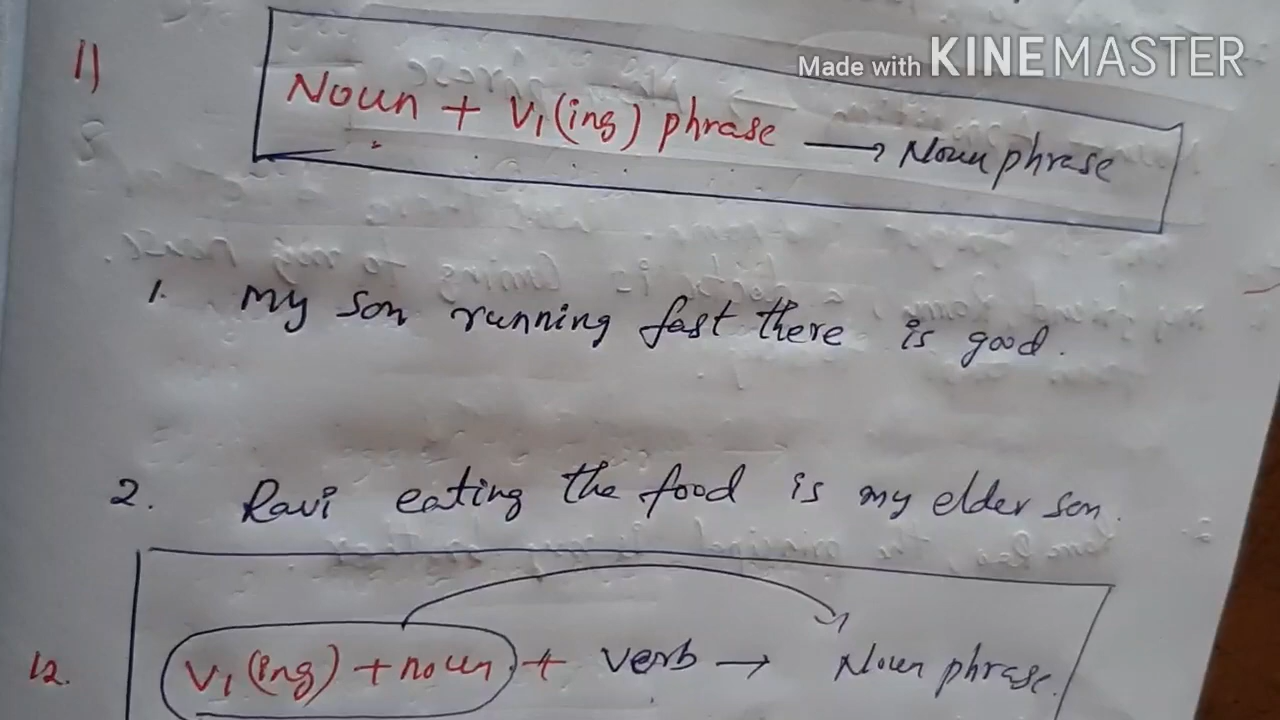 Made with KINEMASTER
11) Noun + V₁(ing) phrase → Noun phrase
1. My son running fast there is good.
2. Ravi eating the food is my elder son.
12. V₁(ing) + noun + verb → Noun phrase.